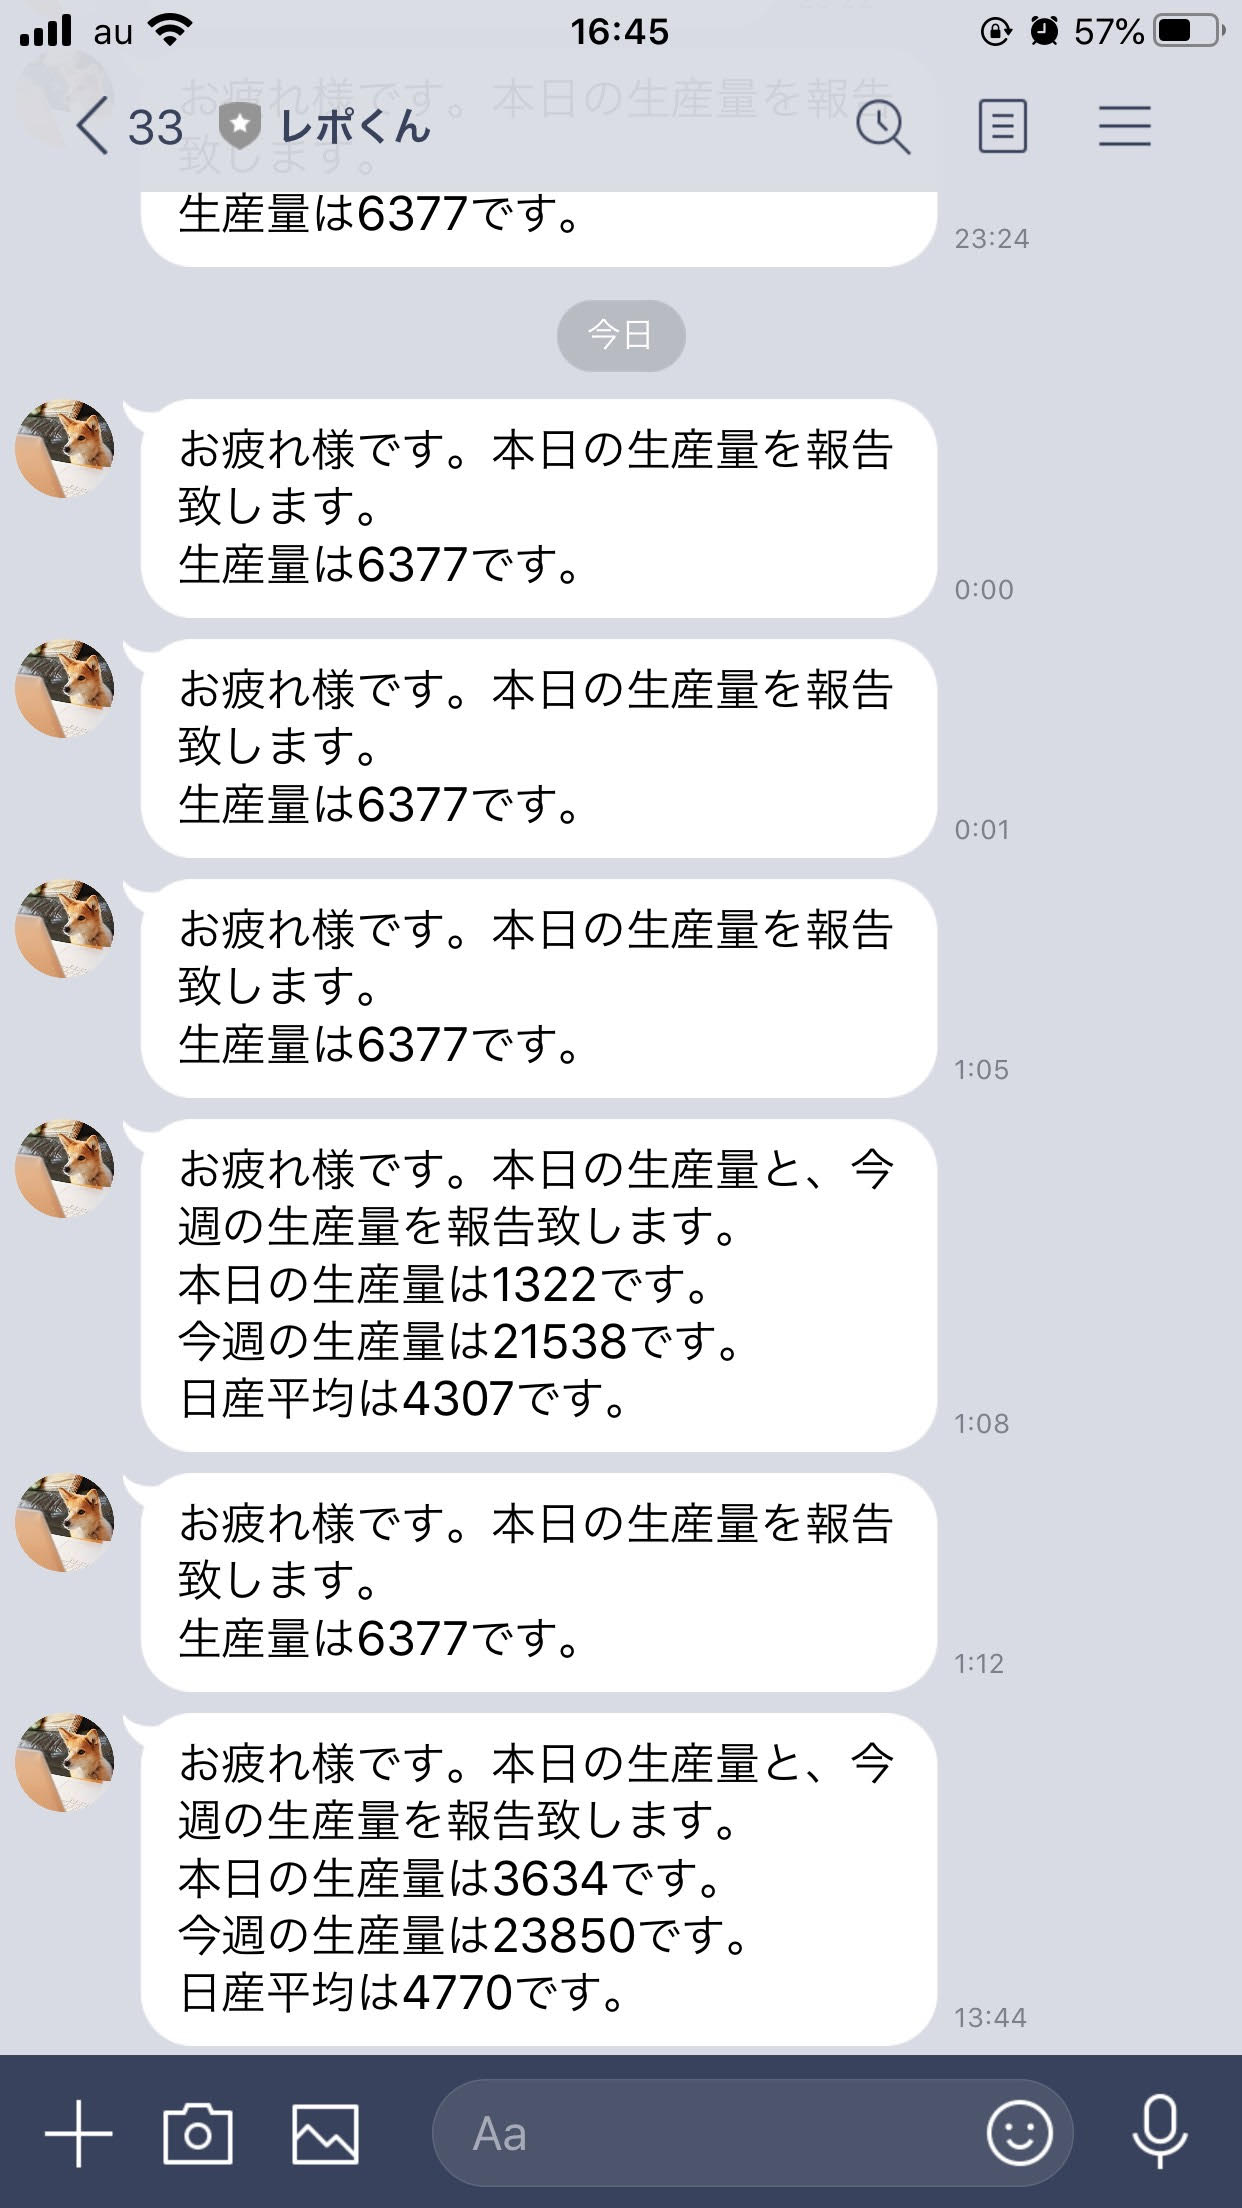 au 16:45 57%
お疲れ様です。本日の生産量を報告
33 レポくん
致します。
生産量は6377です。
23:24
今日
お疲れ様です。本日の生産量を報告
致します。
生産量は6377です。
0:00
お疲れ様です。本日の生産量を報告
致します。
生産量は6377です。
0:01
お疲れ様です。本日の生産量を報告
致します。
生産量は6377です。
1:05
お疲れ様です。本日の生産量と、今
週の生産量を報告致します。
本日の生産量は1322です。
今週の生産量は21538です。
日産平均は4307です。
1:08
お疲れ様です。本日の生産量を報告
致します。
生産量は6377です。
1:12
お疲れ様です。本日の生産量と、今
週の生産量を報告致します。
本日の生産量は3634です。
今週の生産量は23850です。
日産平均は4770です。
13:44
Aa